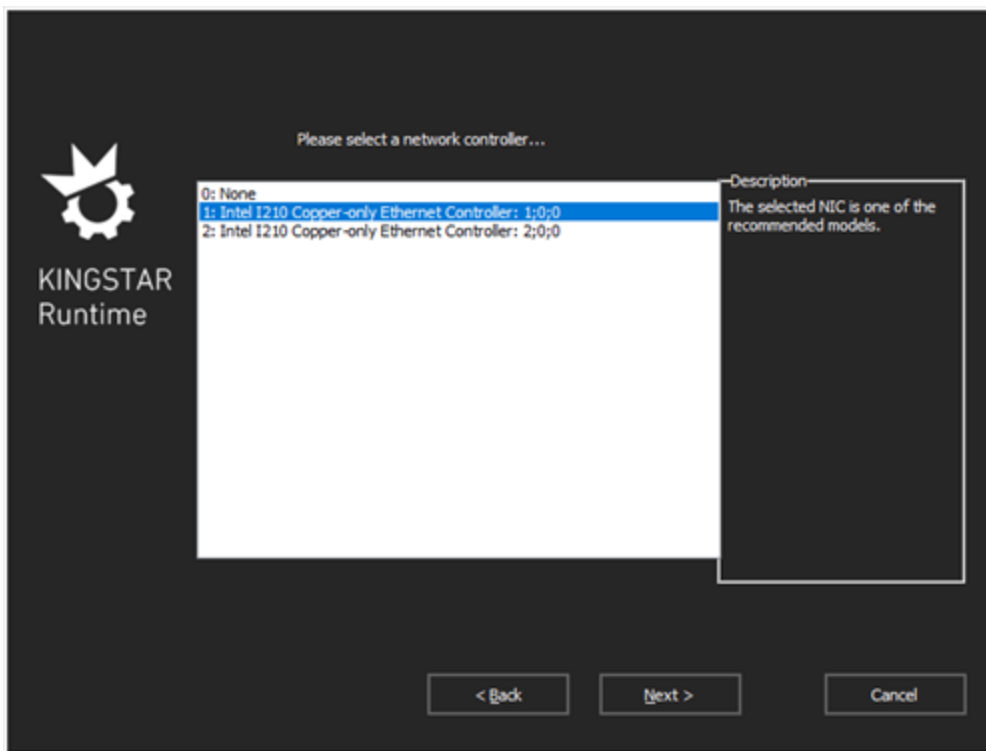 Please select a network controller...
KINGSTAR
Runtime
0: None
1: Intel I210 Copper-only Ethernet Controller: 1;0;0
2: Intel I210 Copper-only Ethernet Controller: 2;0;0
Description
The selected NIC is one of the
recommended models.
< Back
Next >
Cancel